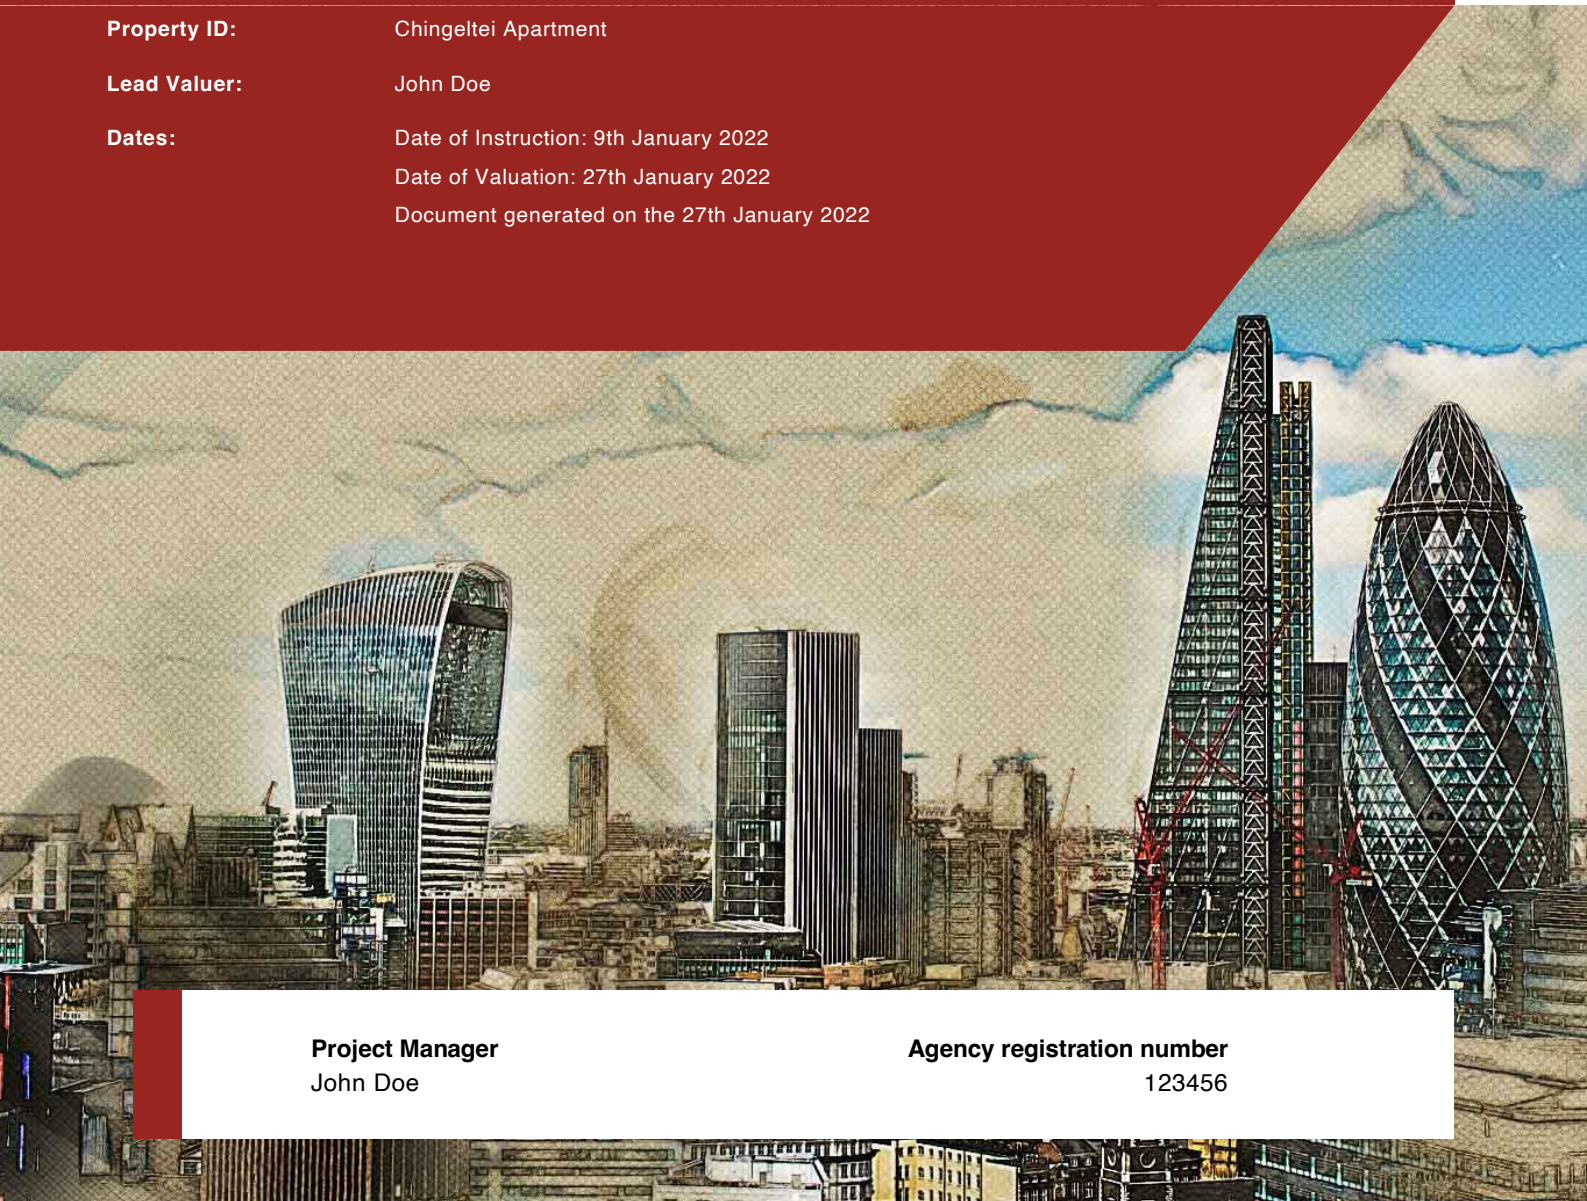 Property ID: Chingeltei Apartment
Lead Valuer: John Doe
Dates: Date of Instruction: 9th January 2022
Date of Valuation: 27th January 2022
Document generated on the 27th January 2022
Project Manager Agency registration number
John Doe 123456